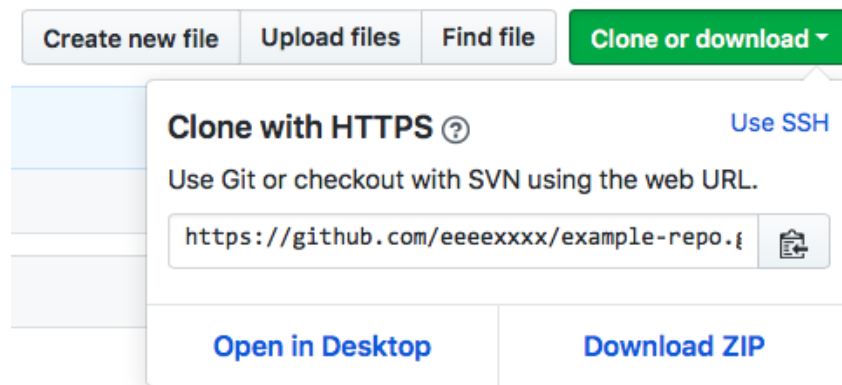 Create new file Upload files Find file Clone or download
Clone with HTTPS ? Use SSH
Use Git or checkout with SVN using the web URL.
https://github.com/eeeexxxx/example-repo.g
Open in Desktop Download ZIP